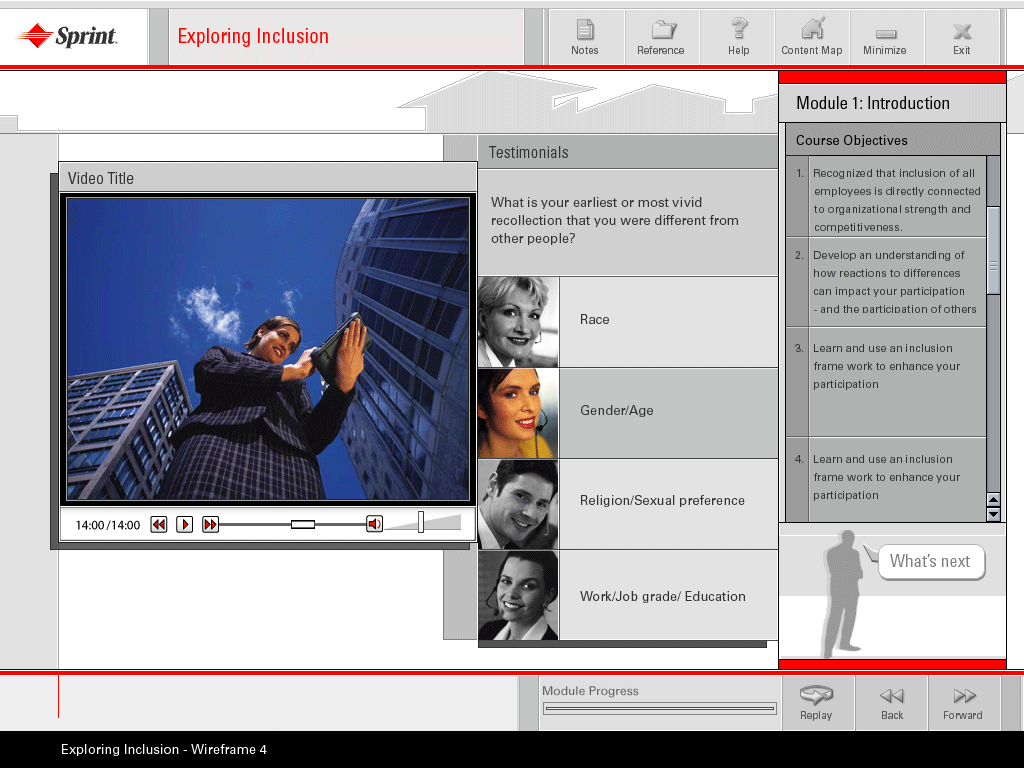 Sprint.
Exploring Inclusion
Notes
Reference
Help
Content Map
Minimize
Exit
Module 1: Introduction
Course Objectives
1. Recognized that inclusion of all
employees is directly connected
to organizational strength and
competitiveness.
2. Develop an understanding of
how reactions to differences
can impact your participation
- and the participation of others
3. Learn and use an inclusion
frame work to enhance your
participation
4. Learn and use an inclusion
frame work to enhance your
participation
What's next
Testimonials
What is your earliest or most vivid
recollection that you were different from
other people?
Race
Gender/Age
Religion/Sexual preference
Work/Job grade/ Education
Video Title
14:00/14:00
Module Progress
Replay
Back
Forward
Exploring Inclusion - Wireframe 4